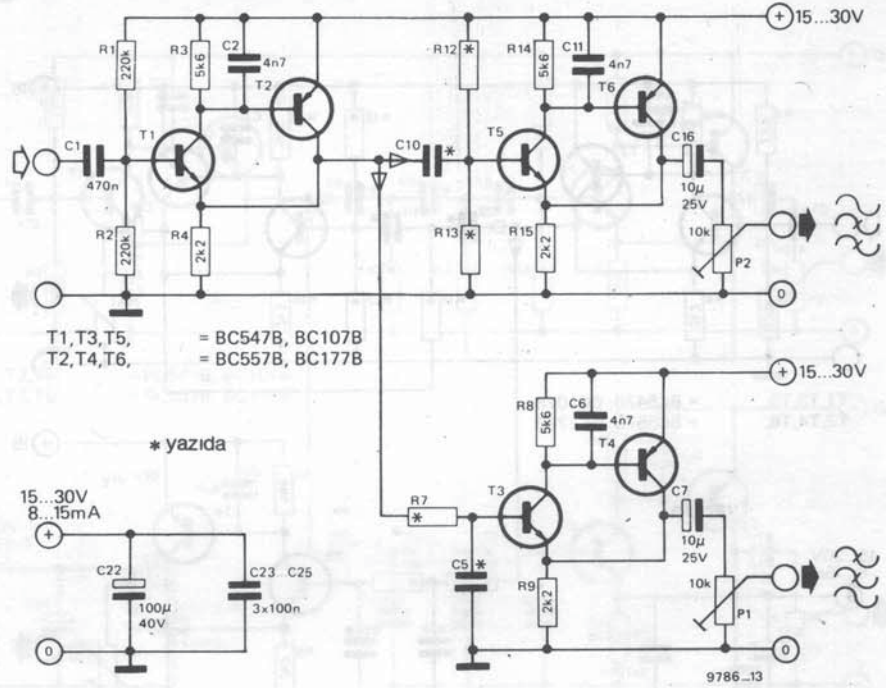 15...30V
R1
220k
R3
5k6
C2
4n7
T2
R12
*
R14
5k6
C11
4n7
T6
C1
470n
T1
C10
*
T5
C16
10µ
25V
R2
220k
R4
2k2
R13
*
R15
2k2
10k
P2
0
T1,T3,T5, = BC547B, BC107B
T2,T4,T6, = BC557B, BC177B
15...30V
* yazıda
R8
5k6
C6
4n7
T4
15...30V
8...15mA
R7
*
T3
C7
10µ
25V
C22
100µ
40V
C23...C25
3x100n
C5
*
R9
2k2
10k
P1
0
0
9786...13